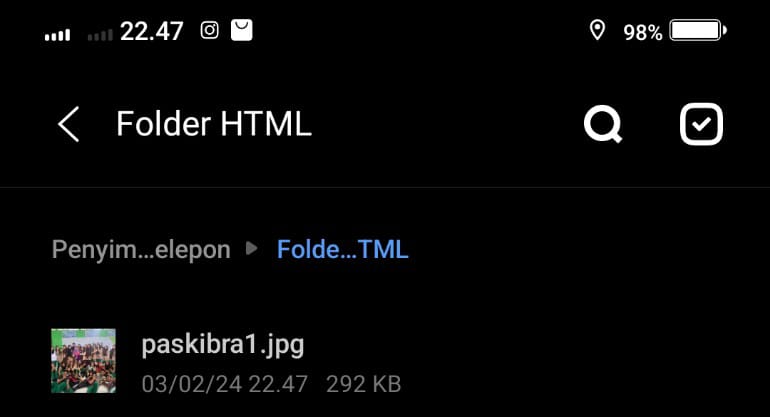 22.47 98%
Folder HTML
Penyim...elepon Folde...TML
paskibra1.jpg
03/02/24 22.47 292 KB